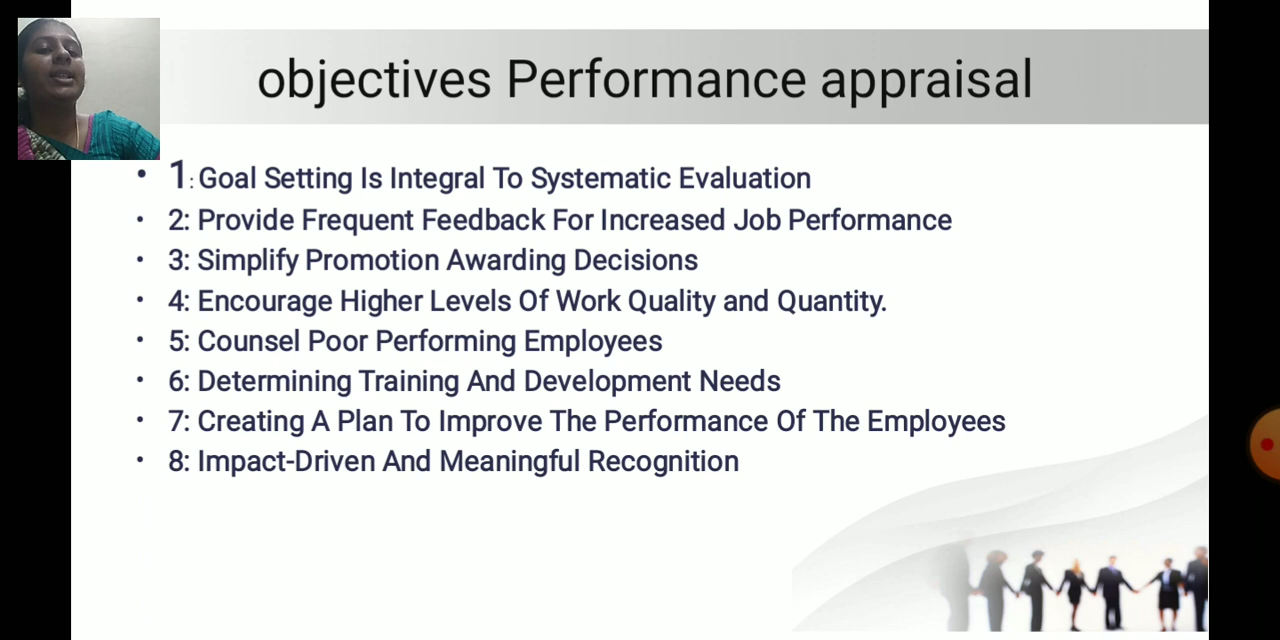 objectives Performance appraisal
• 1: Goal Setting Is Integral To Systematic Evaluation
• 2: Provide Frequent Feedback For Increased Job Performance
• 3: Simplify Promotion Awarding Decisions
• 4: Encourage Higher Levels Of Work Quality and Quantity.
• 5: Counsel Poor Performing Employees
• 6: Determining Training And Development Needs
• 7: Creating A Plan To Improve The Performance Of The Employees
• 8: Impact-Driven And Meaningful Recognition